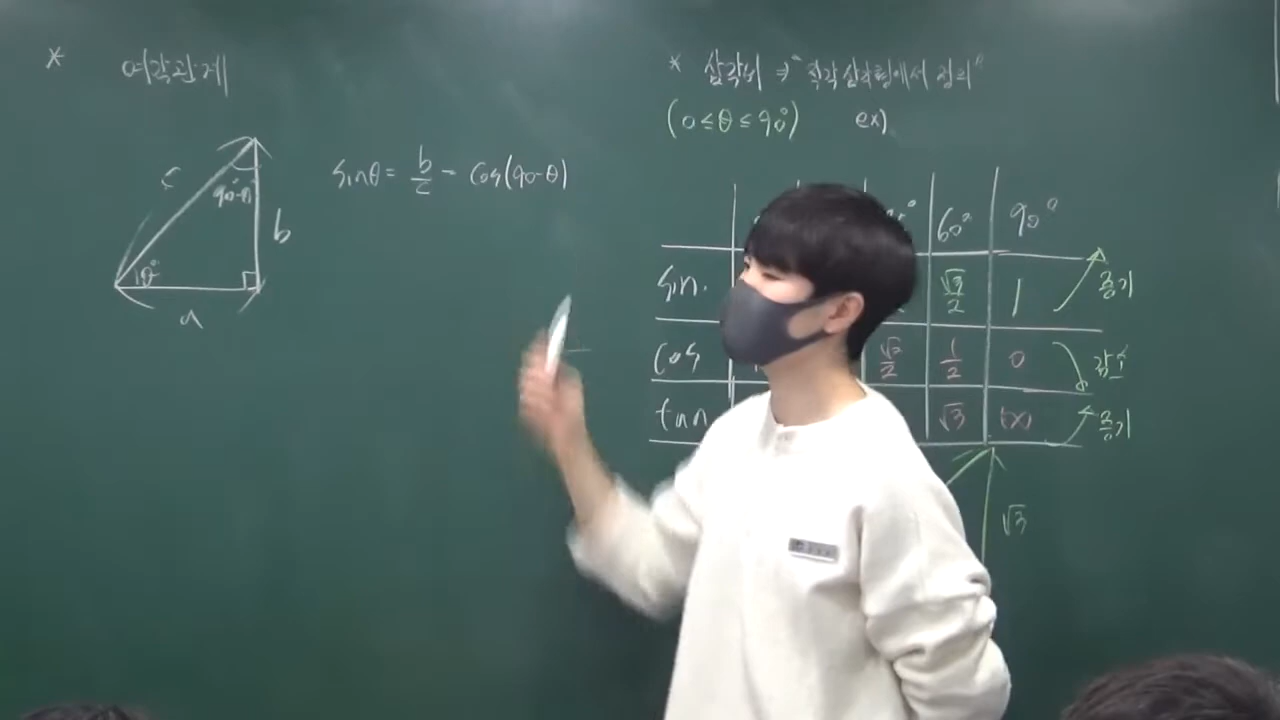 * 여각관계
c
90°-θ
b
θ°
a
sinθ = b/c = cos(90-θ)
* 삼각비 ⇒ "직각삼각형에서 정의"
(0≤θ≤90°) ex)
60° 90°
sin √3/2 1 증가
cos √2/2 1/2 0 감소
tan √3 (x) 증가
√3